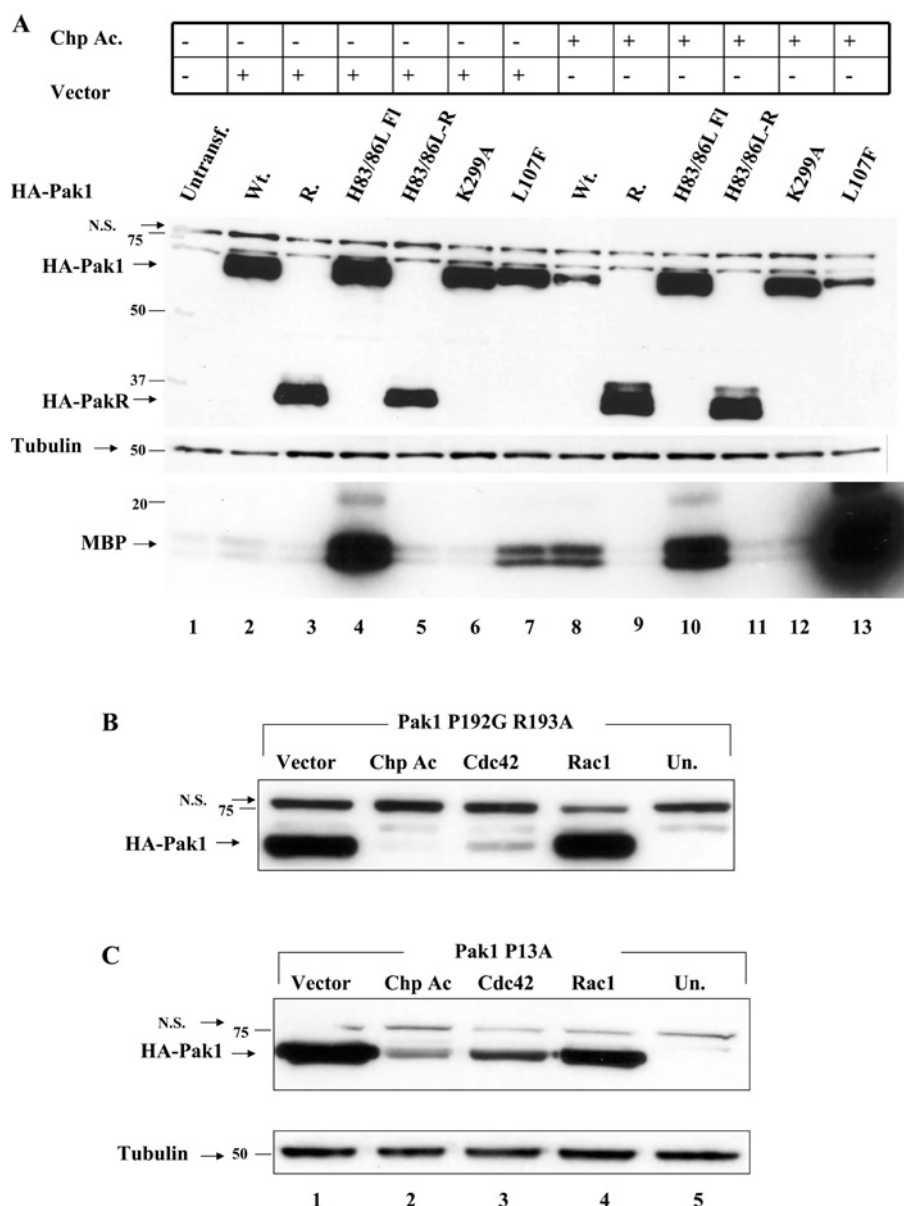 A
Chp Ac. - - - - - - - + + + + + +
Vector - + + + + + + - - - - - -
HA-Pak1 Untransf. Wt. R. H83/86L Fl H83/86L-R K299A L107F Wt. R. H83/86L Fl H83/86L-R K299A L107F
N.S.
75
HA-Pak1
50
37
HA-PakR
Tubulin 50
20
MBP
1 2 3 4 5 6 7 8 9 10 11 12 13
B
Pak1 P192G R193A
Vector Chp Ac Cdc42 Rac1 Un.
N.S.
75
HA-Pak1
C
Pak1 P13A
Vector Chp Ac Cdc42 Rac1 Un.
N.S.
75
HA-Pak1
Tubulin 50
1 2 3 4 5